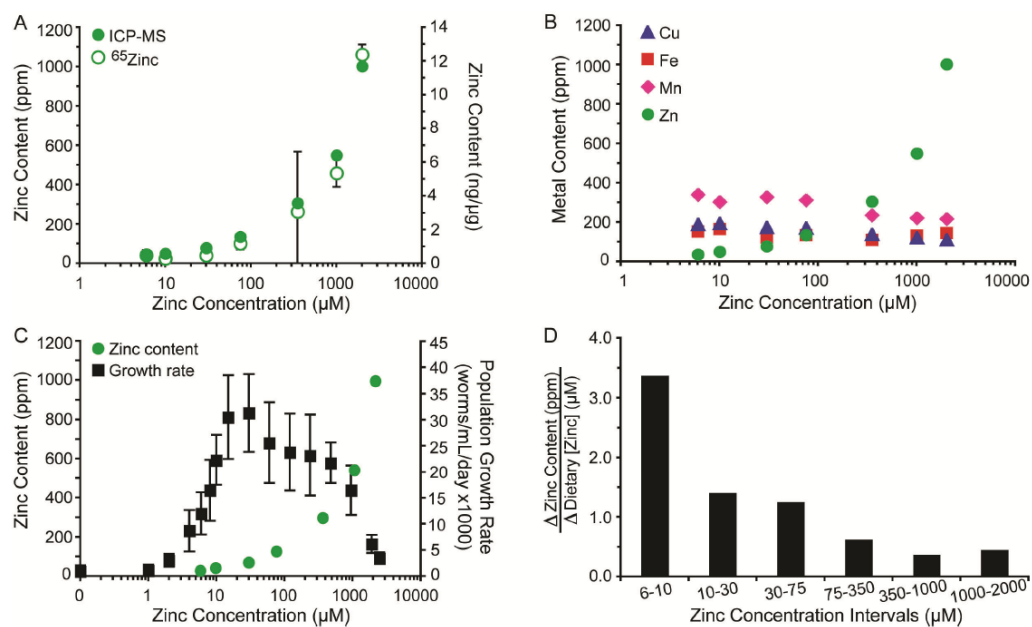 A
ICP-MS
65Zinc
Zinc Content (ppm)
1200
1000
800
600
400
200
0
14
12
10
8
6
4
2
0
Zinc Content (ng/µg)
1
10
100
1000
10000
Zinc Concentration (µM)
B
Cu
Fe
Mn
Zn
Metal Content (ppm)
1200
1000
800
600
400
200
0
1
10
100
1000
10000
Zinc Concentration (µM)
C
Zinc content
Growth rate
Zinc Content (ppm)
1200
1000
800
600
400
200
0
45
40
35
30
25
20
15
10
5
0
Population Growth Rate
(worms/mL/day x1000)
0
1
10
100
1000
10000
Zinc Concentration (µM)
D
Δ Zinc Content (ppm)
Δ Dietary [Zinc] (µM)
4.0
3.0
2.0
1.0
0.0
6-10
10-30
30-75
75-350
350-1000
1000-2000
Zinc Concentration Intervals (µM)